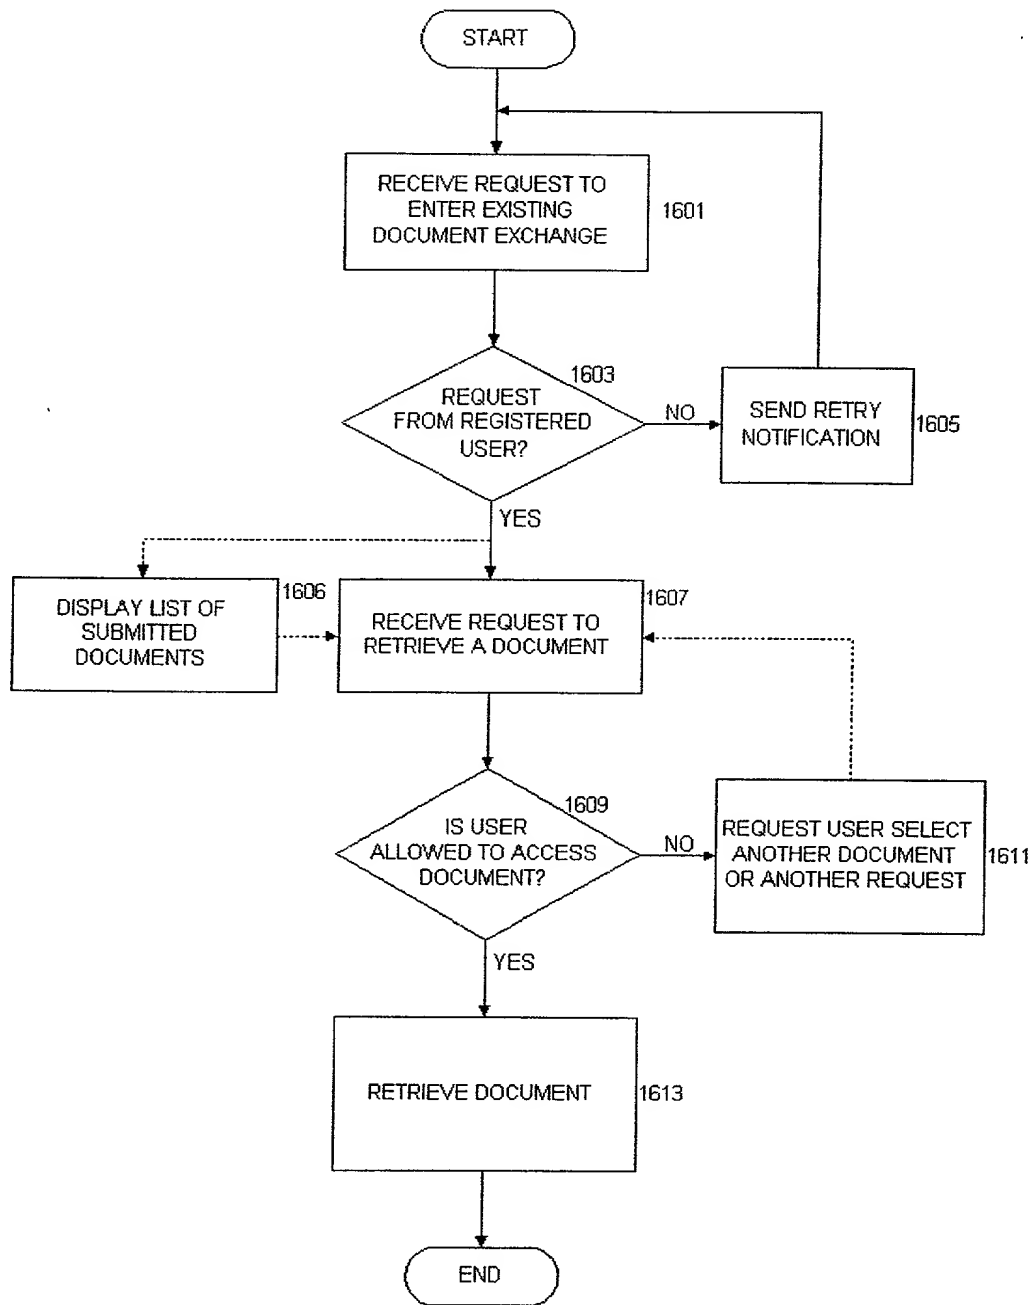 START
RECEIVE REQUEST TO
ENTER EXISTING
DOCUMENT EXCHANGE
1601
1603
REQUEST
FROM REGISTERED
USER?
NO
SEND RETRY
NOTIFICATION
1605
YES
DISPLAY LIST OF
SUBMITTED
DOCUMENTS
1606
RECEIVE REQUEST TO
RETRIEVE A DOCUMENT
1607
1609
IS USER
ALLOWED TO ACCESS
DOCUMENT?
NO
REQUEST USER SELECT
ANOTHER DOCUMENT
OR ANOTHER REQUEST
1611
YES
RETRIEVE DOCUMENT
1613
END